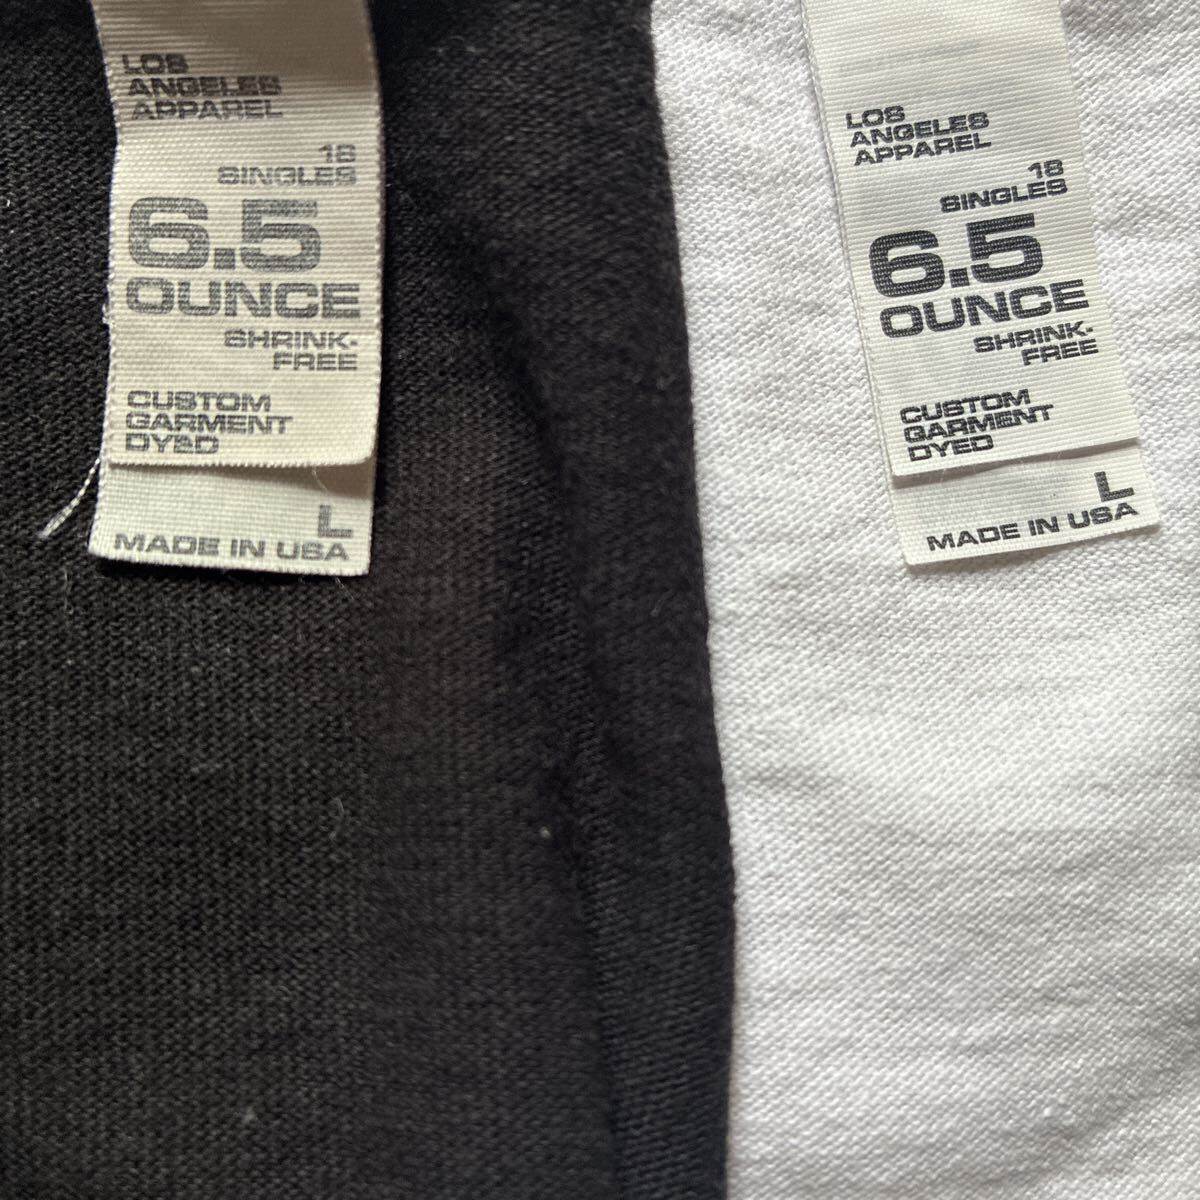 LOS
ANGELES
APPAREL
18
SINGLES
6.5
OUNCE
SHRINK-
FREE
CUSTOM
GARMENT
DYED
L
MADE IN USA
LOS
ANGELES
APPAREL
18
SINGLES
6.5
OUNCE
SHRINK-
FREE
CUSTOM
GARMENT
DYED
L
MADE IN USA